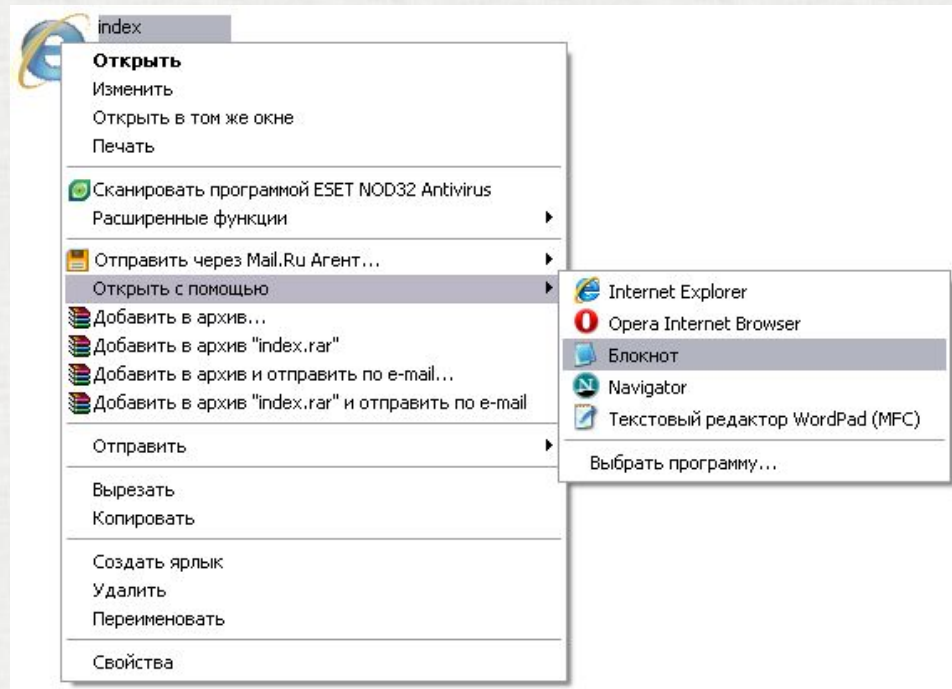 index
Открыть
Изменить
Открыть в том же окне
Печать
Сканировать программой ESET NOD32 Antivirus
Расширенные функции
Отправить через Mail.Ru Агент...
Открыть с помощью
Добавить в архив...
Добавить в архив "index.rar"
Добавить в архив и отправить по e-mail...
Добавить в архив "index.rar" и отправить по e-mail
Отправить
Вырезать
Копировать
Создать ярлык
Удалить
Переименовать
Свойства
Internet Explorer
Opera Internet Browser
Блокнот
Navigator
Текстовый редактор WordPad (MFC)
Выбрать программу...